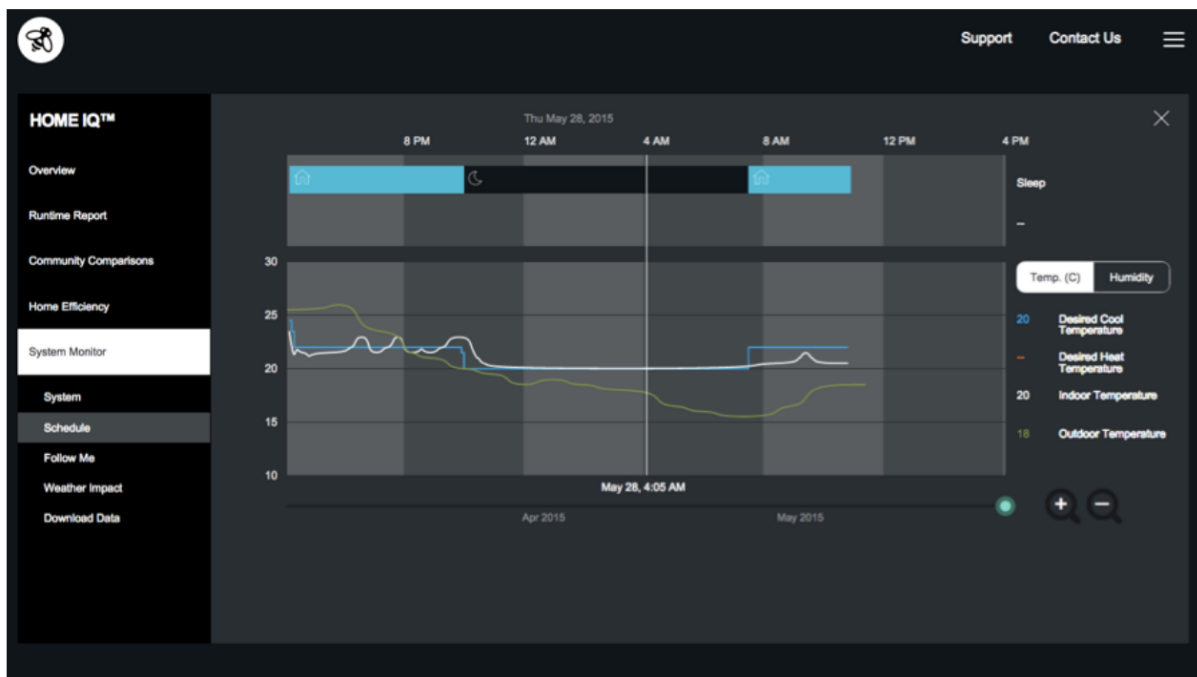 Support Contact Us
HOME IQ™
Overview
Runtime Report
Community Comparisons
Home Efficiency
System Monitor
System
Schedule
Follow Me
Weather Impact
Download Data
Thu May 28, 2015
8 PM 12 AM 4 AM 8 AM 12 PM 4 PM
Sleep
--
30
25
20
15
10
May 28, 4:05 AM
Apr 2015 May 2015
Temp. (C) Humidity
20 Desired Cool
Temperature
-- Desired Heat
Temperature
20 Indoor Temperature
18 Outdoor Temperature